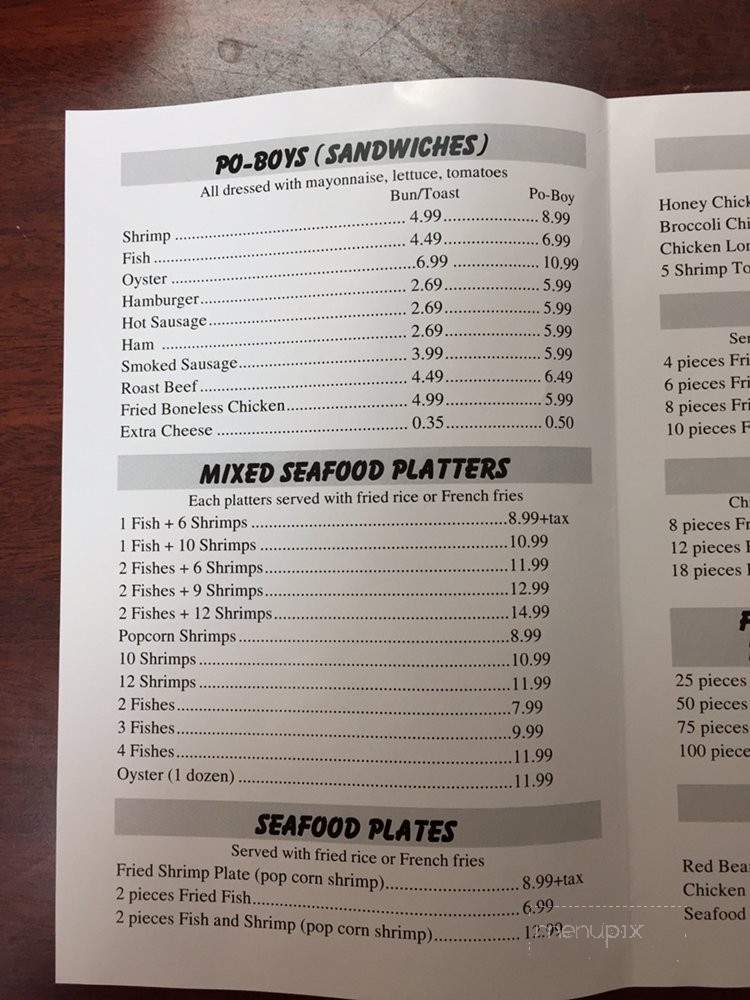 PO-BOYS (SANDWICHES)
All dressed with mayonnaise, lettuce, tomatoes
Bun/Toast Po-Boy
Shrimp ........ 4.99........ 8.99
Fish ........ 4.49........ 6.99
Oyster ........ 6.99 ........ 10.99
Hamburger........ 2.69........ 5.99
Hot Sausage........ 2.69........ 5.99
Ham ........ 2.69........ 5.99
Smoked Sausage........ 3.99........ 5.99
Roast Beef........ 4.49........ 6.49
Fried Boneless Chicken........ 4.99........ 5.99
Extra Cheese ........ 0.35........ 0.50
MIXED SEAFOOD PLATTERS
Each platters served with fried rice or French fries
1 Fish + 6 Shrimps ........8.99+tax
1 Fish + 10 Shrimps ........10.99
2 Fishes + 6 Shrimps........11.99
2 Fishes + 9 Shrimps........12.99
2 Fishes + 12 Shrimps........14.99
Popcorn Shrimps........8.99
10 Shrimps........10.99
12 Shrimps........11.99
2 Fishes........7.99
3 Fishes........9.99
4 Fishes........11.99
Oyster (1 dozen) ........11.99
SEAFOOD PLATES
Served with fried rice or French fries
Fried Shrimp Plate (pop corn shrimp)........ 8.99+tax
2 pieces Fried Fish........ 6.99
2 pieces Fish and Shrimp (pop corn shrimp)........ 12.99
menupix
Honey Chick
Broccoli Chi
Chicken Lo
5 Shrimp To
Ser
4 pieces Fri
6 pieces Fri
8 pieces Fri
10 pieces F
Ch
8 pieces Fr
12 pieces
18 pieces
25 pieces
50 pieces
75 pieces
100 piece
Red Bea
Chicken
Seafood